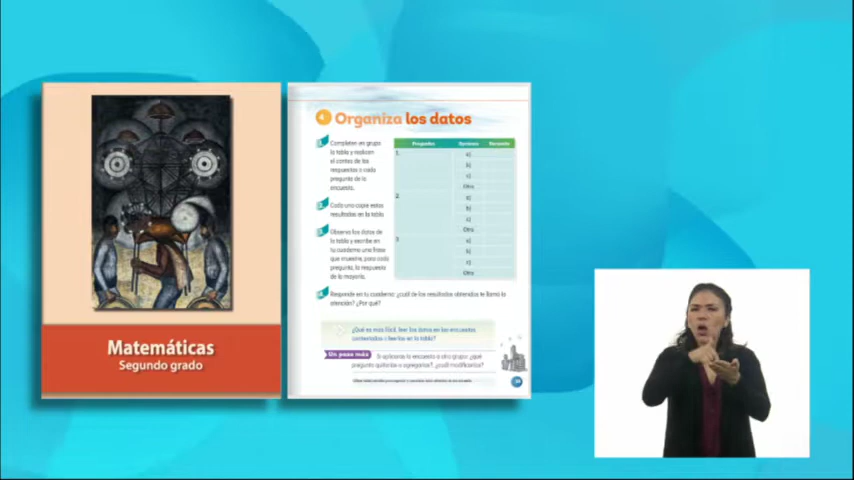 Matemáticas
Segundo grado
Organiza los datos
Completen en grupo
la tabla y realicen
el conteo de las
respuestas a cada
pregunta de la
encuesta.
Cada uno copie estos
resultados en la tabla.
Observa los datos de
la tabla y escribe en
tu cuaderno una frase
que muestre, para cada
pregunta, la respuesta
de la mayoría.
Preguntas Opciones Recuento
1. a)
b)
c)
Otra
2. a)
b)
c)
Otra
3. a)
b)
c)
Otra
Responde en tu cuaderno: ¿cuál de los resultados obtenidos te llamó la
atención? ¿Por qué?
¿Qué es más fácil, leer los datos en las encuestas
contestadas o leerlos en la tabla?
Un paso más Si aplicaras la encuesta a otro grupo, ¿qué
pregunta quitarías o agregarías?, ¿cuál modificarías?